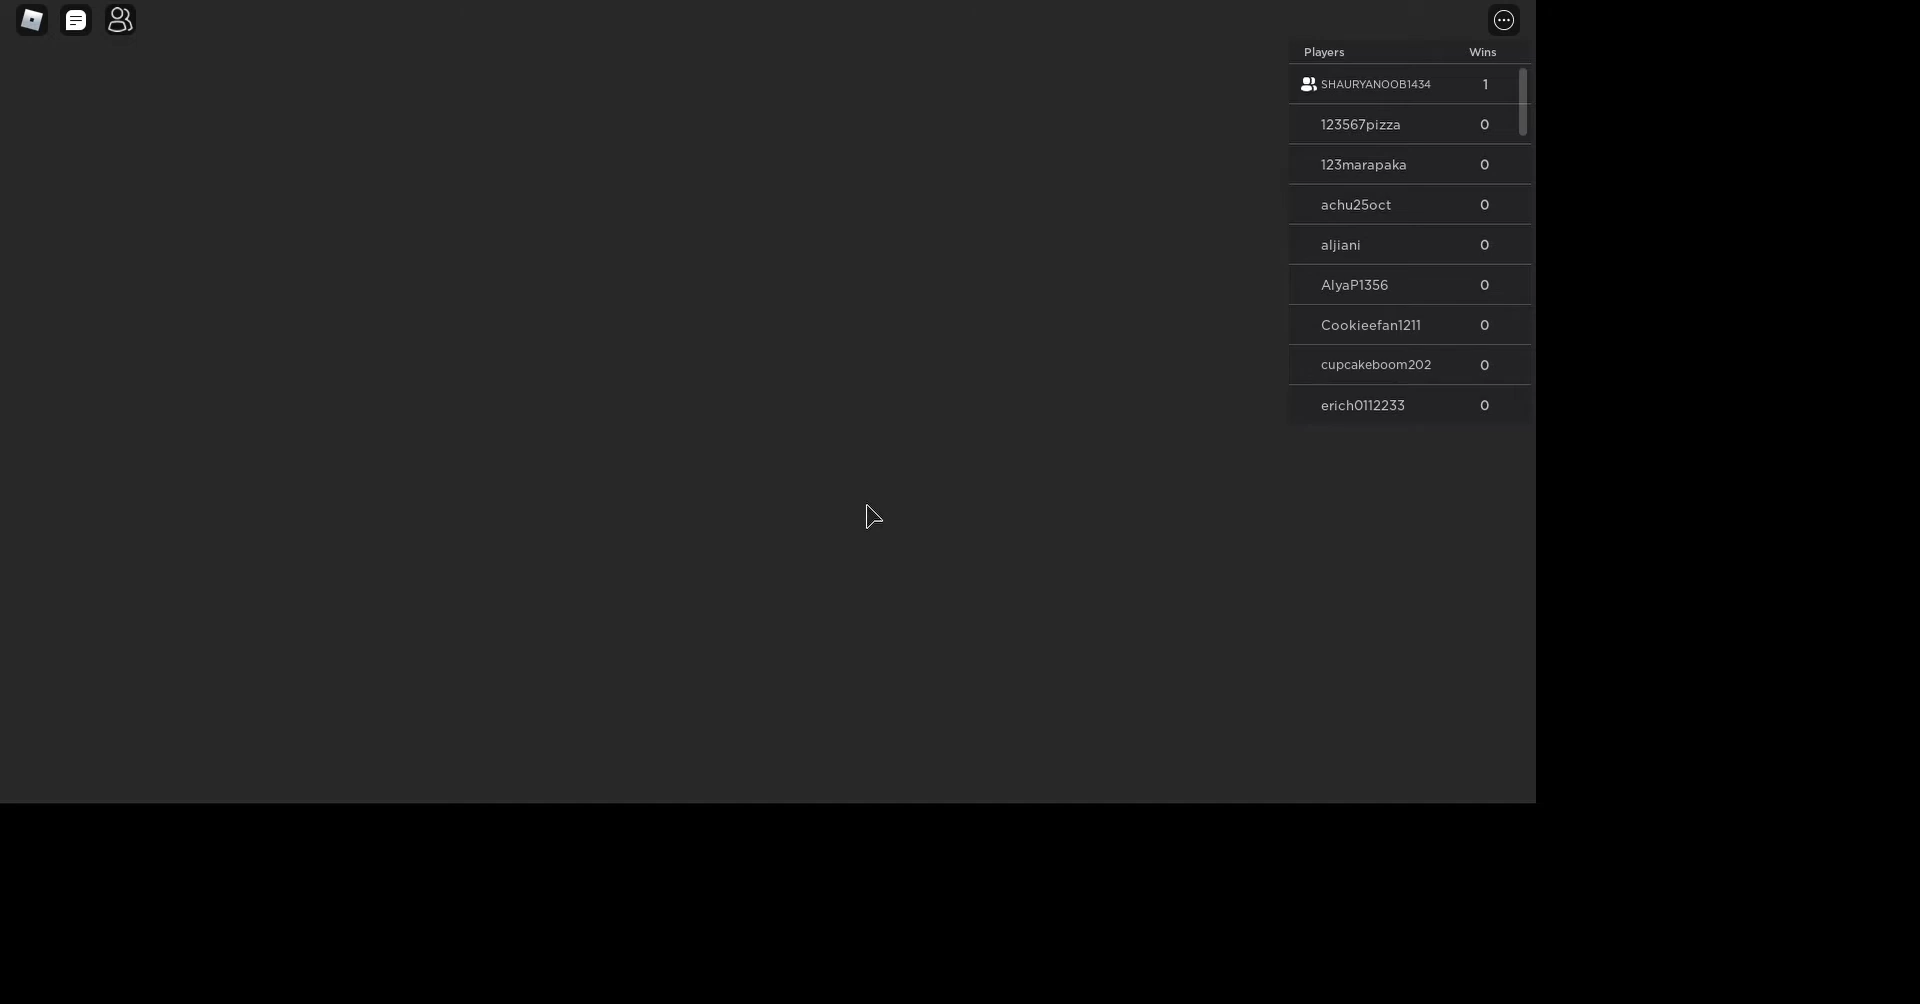 Players Wins
SHAURYANOOB1434 1
123567pizza 0
123marapaka 0
achu25oct 0
aljiani 0
AlyaP1356 0
Cookieefan1211 0
cupcakeboom202 0
erich0112233 0